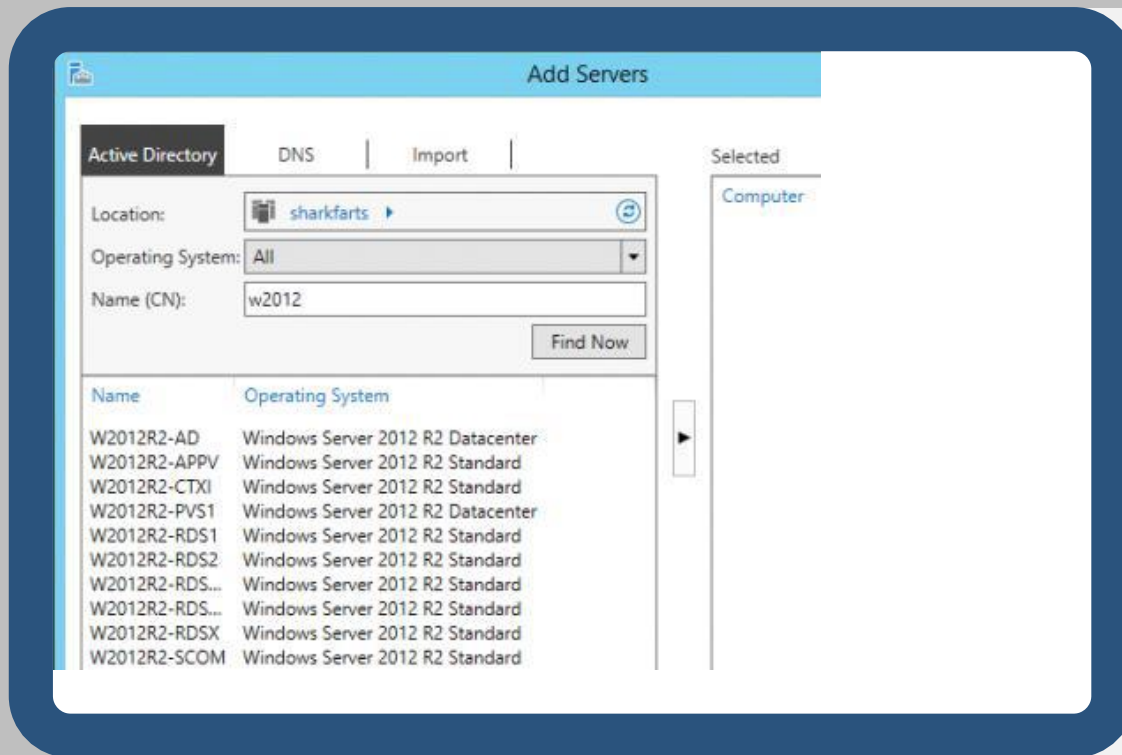 Add Servers
Active Directory DNS Import
Location: sharkfarts
Operating System: All
Name (CN): w2012
Find Now
Name Operating System
W2012R2-AD Windows Server 2012 R2 Datacenter
W2012R2-APPV Windows Server 2012 R2 Standard
W2012R2-CTXI Windows Server 2012 R2 Standard
W2012R2-PVS1 Windows Server 2012 R2 Datacenter
W2012R2-RDS1 Windows Server 2012 R2 Standard
W2012R2-RDS2 Windows Server 2012 R2 Standard
W2012R2-RDS... Windows Server 2012 R2 Standard
W2012R2-RDS... Windows Server 2012 R2 Standard
W2012R2-RDSX Windows Server 2012 R2 Standard
W2012R2-SCOM Windows Server 2012 R2 Standard
Selected
Computer